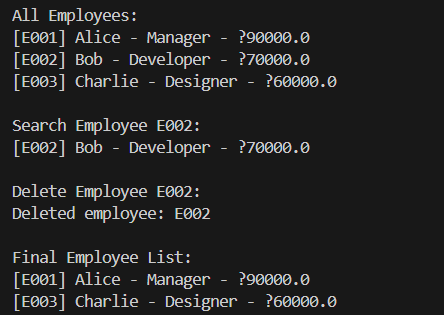 All Employees:
[E001] Alice - Manager - ?90000.0
[E002] Bob - Developer - ?70000.0
[E003] Charlie - Designer - ?60000.0
Search Employee E002:
[E002] Bob - Developer - ?70000.0
Delete Employee E002:
Deleted employee: E002
Final Employee List:
[E001] Alice - Manager - ?90000.0
[E003] Charlie - Designer - ?60000.0